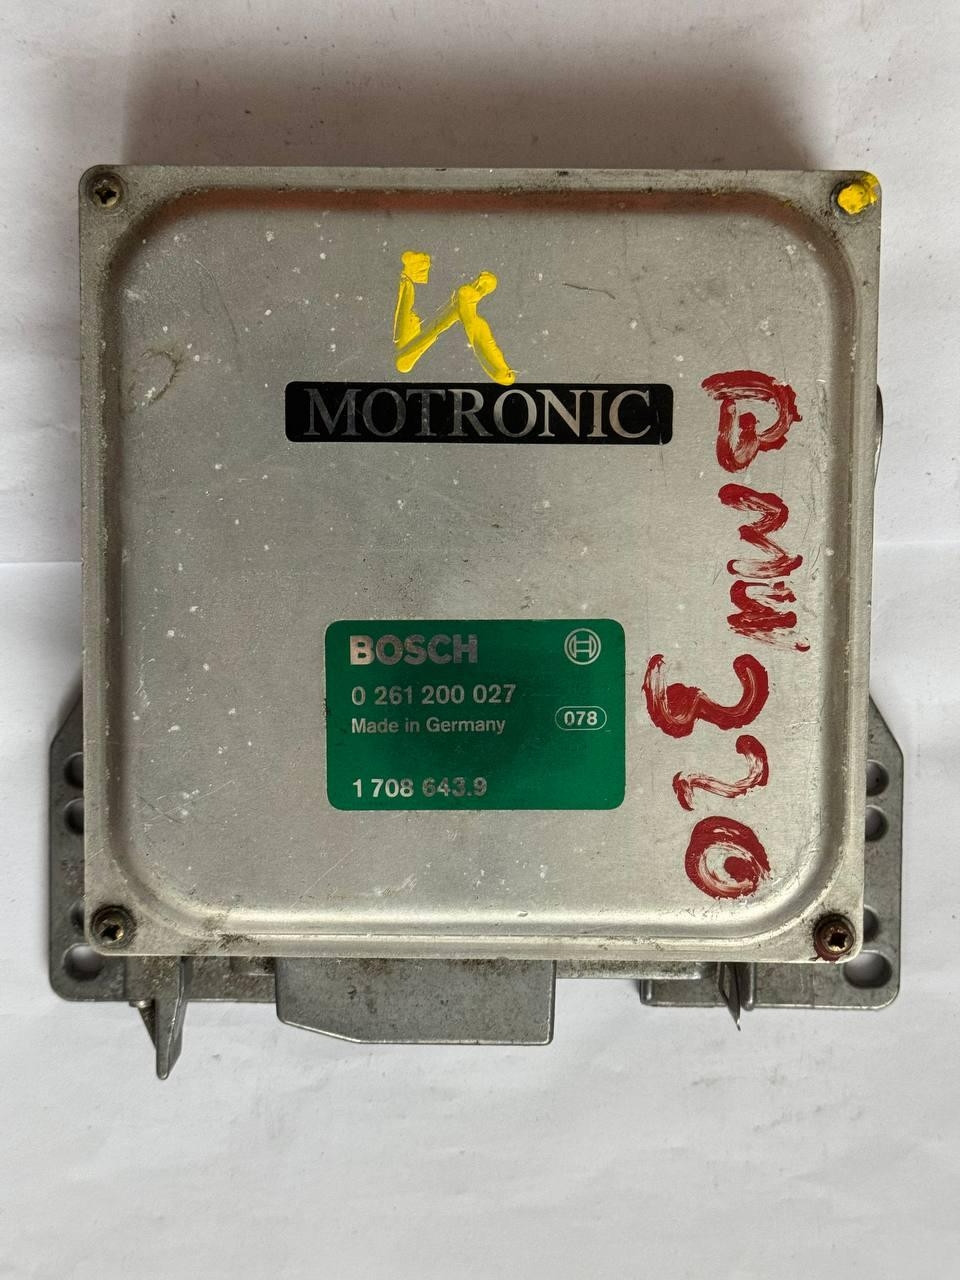 И
MOTRONIC
BMW 320
BOSCH
0 261 200 027
Made in Germany 078
1 708 643.9